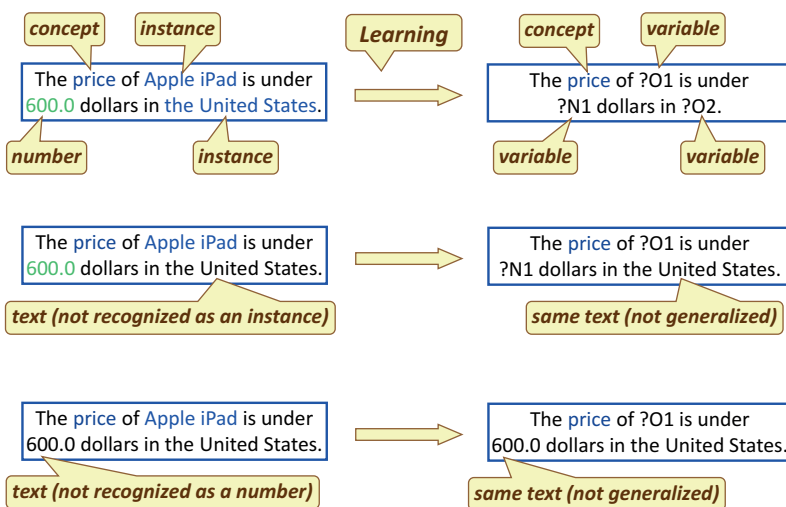 concept
instance
Learning
concept
variable
The price of Apple iPad is under
600.0 dollars in the United States.
The price of ?O1 is under
?N1 dollars in ?O2.
number
instance
variable
variable
The price of Apple iPad is under
600.0 dollars in the United States.
The price of ?O1 is under
?N1 dollars in the United States.
text (not recognized as an instance)
same text (not generalized)
The price of Apple iPad is under
600.0 dollars in the United States.
The price of ?O1 is under
600.0 dollars in the United States.
text (not recognized as a number)
same text (not generalized)